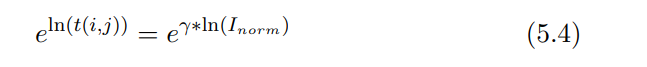 e^{ln(t(i,j))} = e^{γ∗ln(I_{norm})} (5.4)